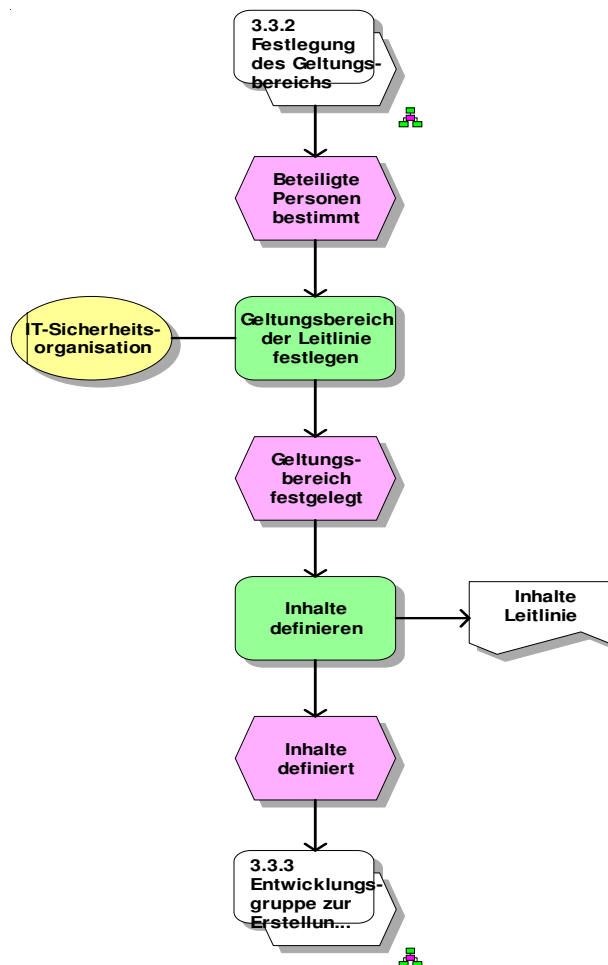 3.3.2
Festlegung
des Geltungs-
bereichs
Beteiligte
Personen
bestimmt
IT-Sicherheits-
organisation
Geltungsbereich
der Leitlinie
festlegen
Geltungs-
bereich
festgelegt
Inhalte
definieren
Inhalte
Leitlinie
Inhalte
definiert
3.3.3
Entwicklungs-
gruppe zur
Erstellun...